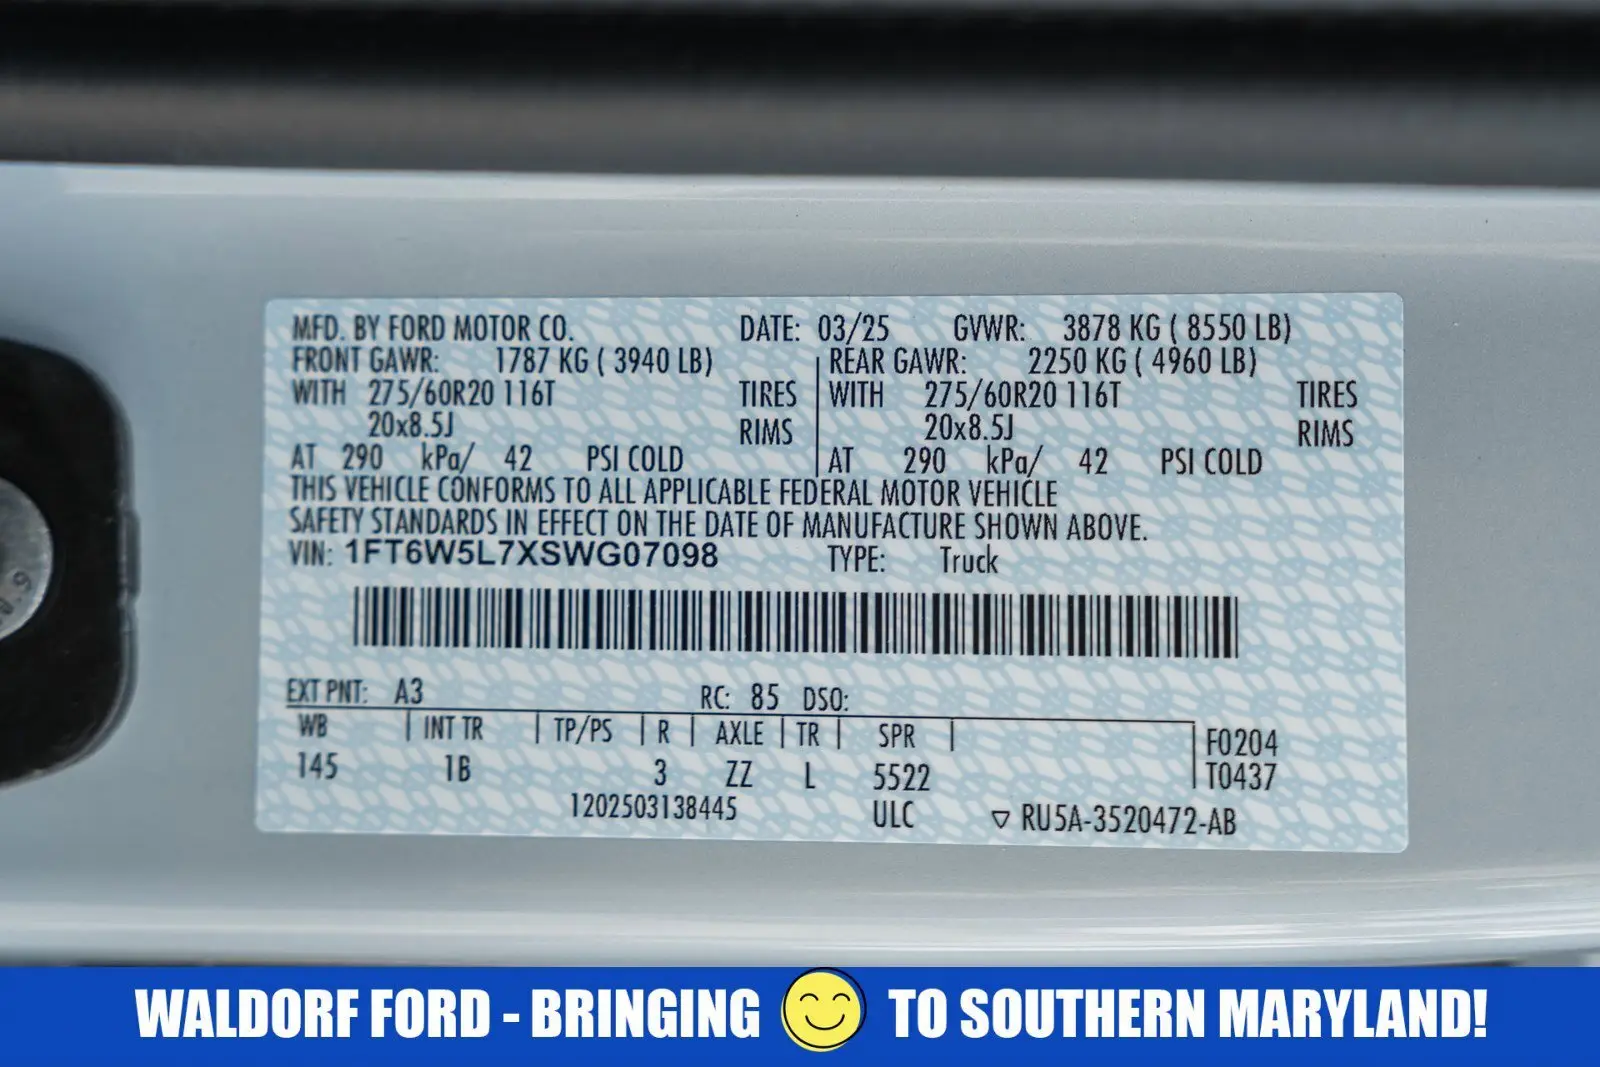 MFD. BY FORD MOTOR CO. DATE: 03/25 GVWR: 3878 KG ( 8550 LB)
FRONT GAWR: 1787 KG ( 3940 LB) REAR GAWR: 2250 KG ( 4960 LB)
WITH 275/60R20 116T TIRES WITH 275/60R20 116T TIRES
20x8.5J RIMS 20x8.5J RIMS
AT 290 kPa/ 42 PSI COLD AT 290 kPa/ 42 PSI COLD
THIS VEHICLE CONFORMS TO ALL APPLICABLE FEDERAL MOTOR VEHICLE
SAFETY STANDARDS IN EFFECT ON THE DATE OF MANUFACTURE SHOWN ABOVE.
VIN: 1FT6W5L7XSWG07098 TYPE: Truck
EXT PNT: A3 RC: 85 DSO:
WB INT TR TP/PS R AXLE TR SPR F0204
145 1B 3 ZZ L 5522 T0437
1202503138445 ULC ▽ RU5A-3520472-AB
WALDORF FORD - BRINGING TO SOUTHERN MARYLAND!